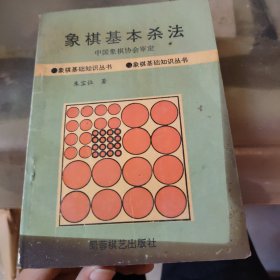 象棋基本杀法
中国象棋协会审定
●象棋基础知识丛书 ●象棋基础知识丛书
朱宝位 著
蜀蓉棋艺出版社